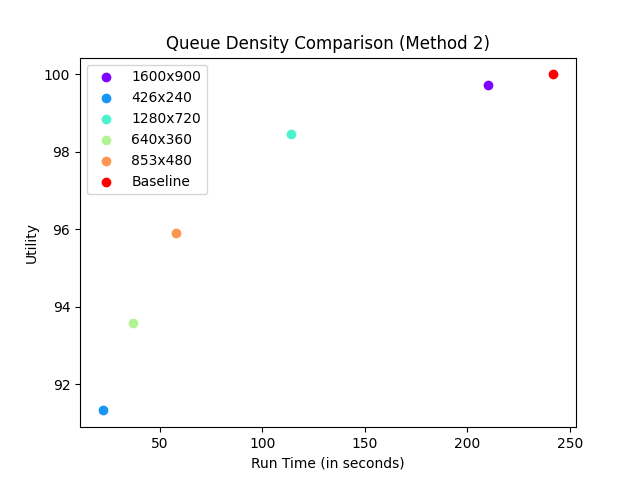 Queue Density Comparison (Method 2)
1600x900
426x240
1280x720
640x360
853x480
Baseline
100
98
96
94
92
Utility
50
100
150
200
250
Run Time (in seconds)